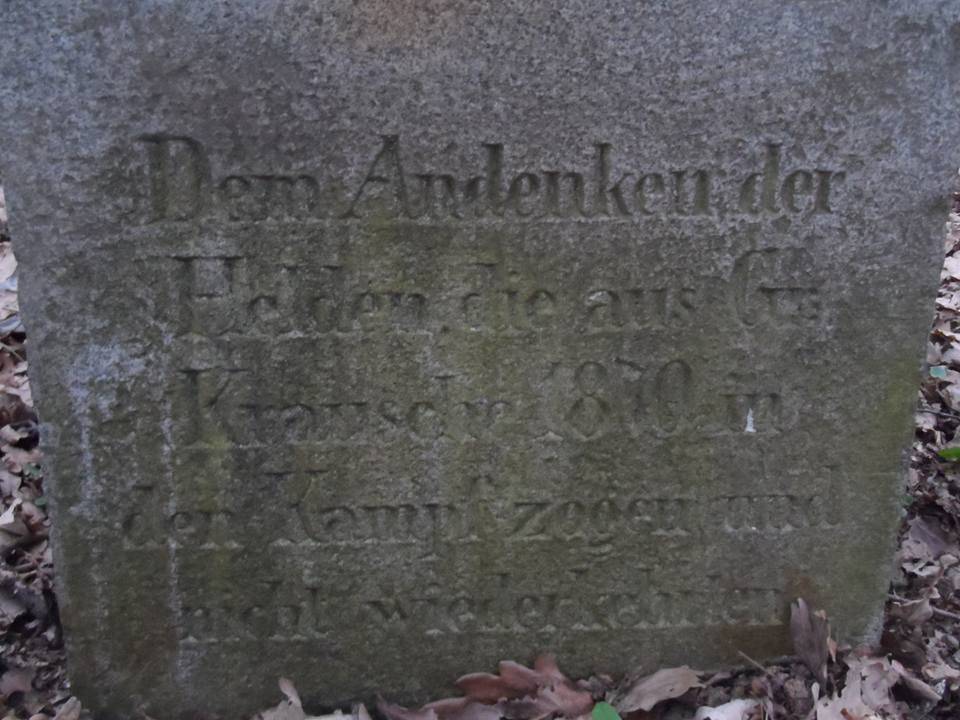 Dem Andenken der
Helden, die aus Gr:
Krausche 1870 in
den Kampf zogen und
nicht wiederkehrten